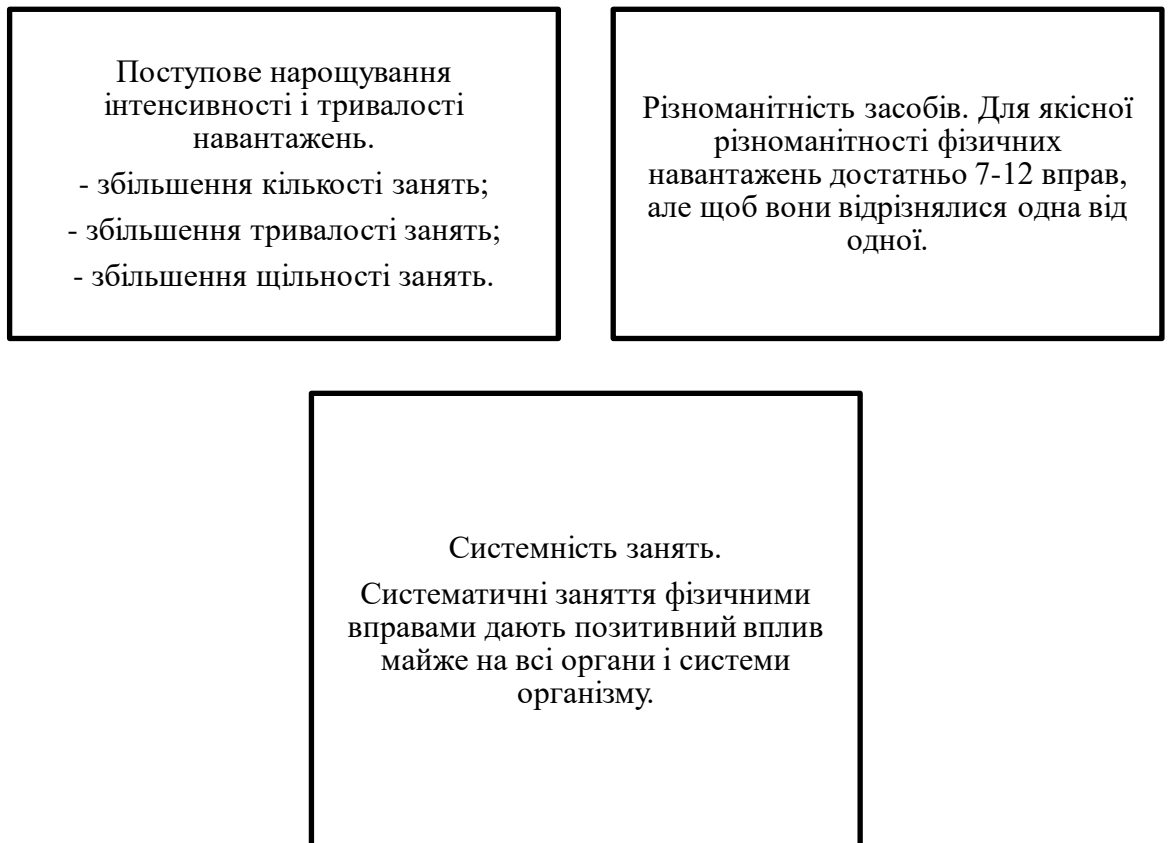 Поступове нарощування
інтенсивності і тривалості
навантажень.
- збільшення кількості занять;
- збільшення тривалості занять;
- збільшення щільності занять.
Різноманітність засобів. Для якісної
різноманітності фізичних
навантажень достатньо 7-12 вправ,
але щоб вони відрізнялися одна від
одної.
Системність занять.
Систематичні заняття фізичними
вправами дають позитивний вплив
майже на всі органи і системи
організму.